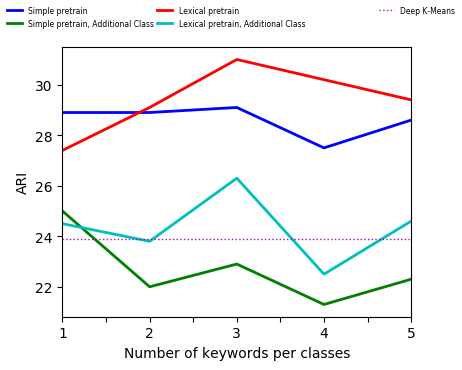 Simple pretrain
Simple pretrain, Additional Class
Lexical pretrain
Lexical pretrain, Additional Class
Deep K-Means
ARI
30
28
26
24
22
1 2 3 4 5
Number of keywords per classes